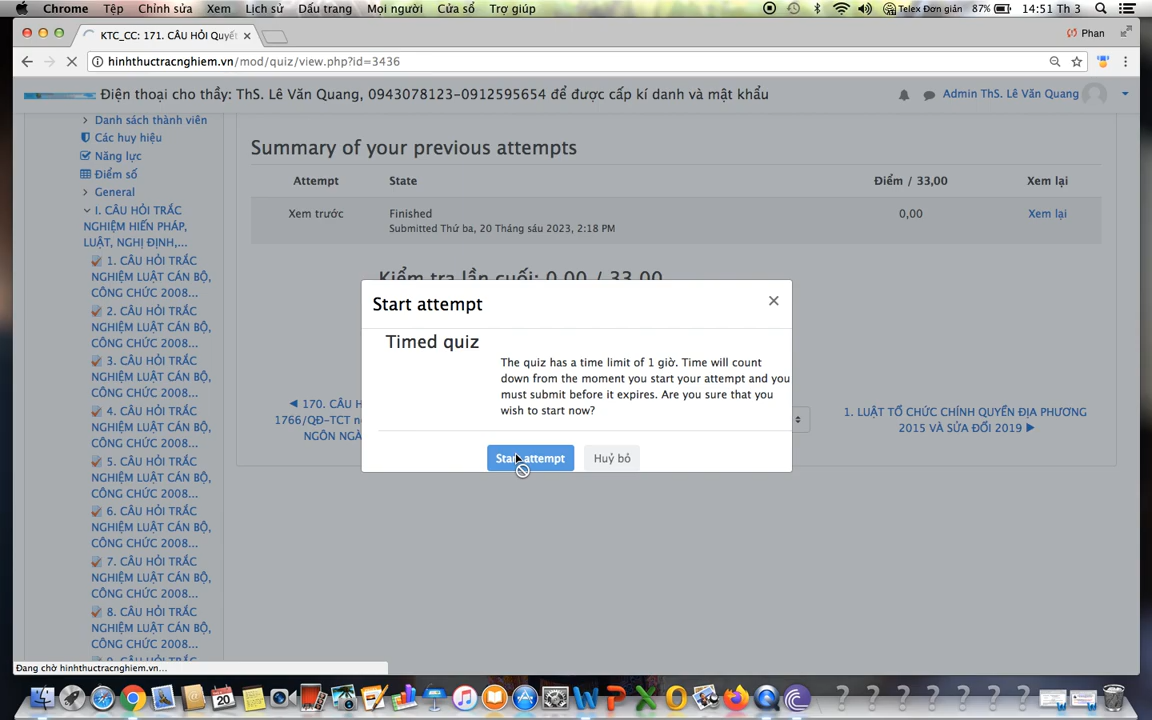 Chrome Tệp Chỉnh sửa Xem Lịch sử Dấu trang Mọi người Cửa sổ Trợ giúp Telex Đơn giản 87% 14:51 Th 3
KTC_CC: 171. CÂU HỎI Quyết
Phan
hinhthuctracnghiem.vn/mod/quiz/view.php?id=3436
Điện thoại cho thầy: ThS. Lê Văn Quang, 0943078123-0912595654 để được cấp kí danh và mật khẩu
Admin ThS. Lê Văn Quang
Danh sách thành viên
Các huy hiệu
Năng lực
Điểm số
General
I. CÂU HỎI TRẮC
NGHIỆM HIẾN PHÁP,
LUẬT, NGHỊ ĐỊNH,...
1. CÂU HỎI TRẮC
NGHIỆM LUẬT CÁN BỘ,
CÔNG CHỨC 2008...
2. CÂU HỎI TRẮC
NGHIỆM LUẬT CÁN BỘ,
CÔNG CHỨC 2008...
3. CÂU HỎI TRẮC
NGHIỆM LUẬT CÁN BỘ,
CÔNG CHỨC 2008...
4. CÂU HỎI TRẮC
NGHIỆM LUẬT CÁN BỘ,
CÔNG CHỨC 2008...
5. CÂU HỎI TRẮC
NGHIỆM LUẬT CÁN BỘ,
CÔNG CHỨC 2008...
6. CÂU HỎI TRẮC
NGHIỆM LUẬT CÁN BỘ,
CÔNG CHỨC 2008...
7. CÂU HỎI TRẮC
NGHIỆM LUẬT CÁN BỘ,
CÔNG CHỨC 2008...
8. CÂU HỎI TRẮC
NGHIỆM LUẬT CÁN BỘ,
CÔNG CHỨC 2008...
Đang chờ hinhthuctracnghiem.vn...
Summary of your previous attempts
Attempt State Điểm / 33,00 Xem lại
Xem trước Finished 0,00 Xem lại
Submitted Thứ ba, 20 Tháng sáu 2023, 2:18 PM
Kiểm tra lần cuối: 0,00 / 33,00
Start attempt
Timed quiz
The quiz has a time limit of 1 giờ. Time will count
down from the moment you start your attempt and you
must submit before it expires. Are you sure that you
wish to start now?
Start attempt Huỷ bỏ
◄ 170. CÂU H
1766/QĐ-TCT n
NGÔN NGÀ
1. LUẬT TỔ CHỨC CHÍNH QUYỀN ĐỊA PHƯƠNG
2015 VÀ SỬA ĐỔI 2019 ►
20